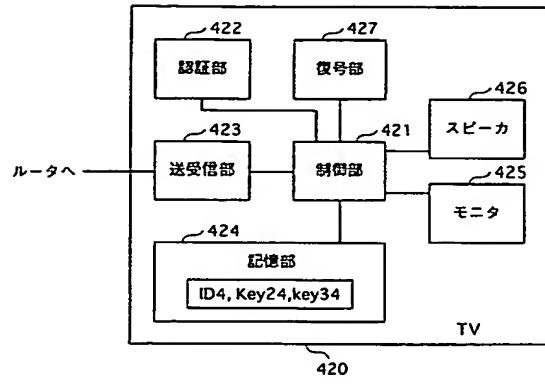 422
427
認証部
復号部
426
423
421
スピーカ
ルータへ
送受信部
制御部
425
モニタ
424
記憶部
ID4, Key24,key34
TV
420